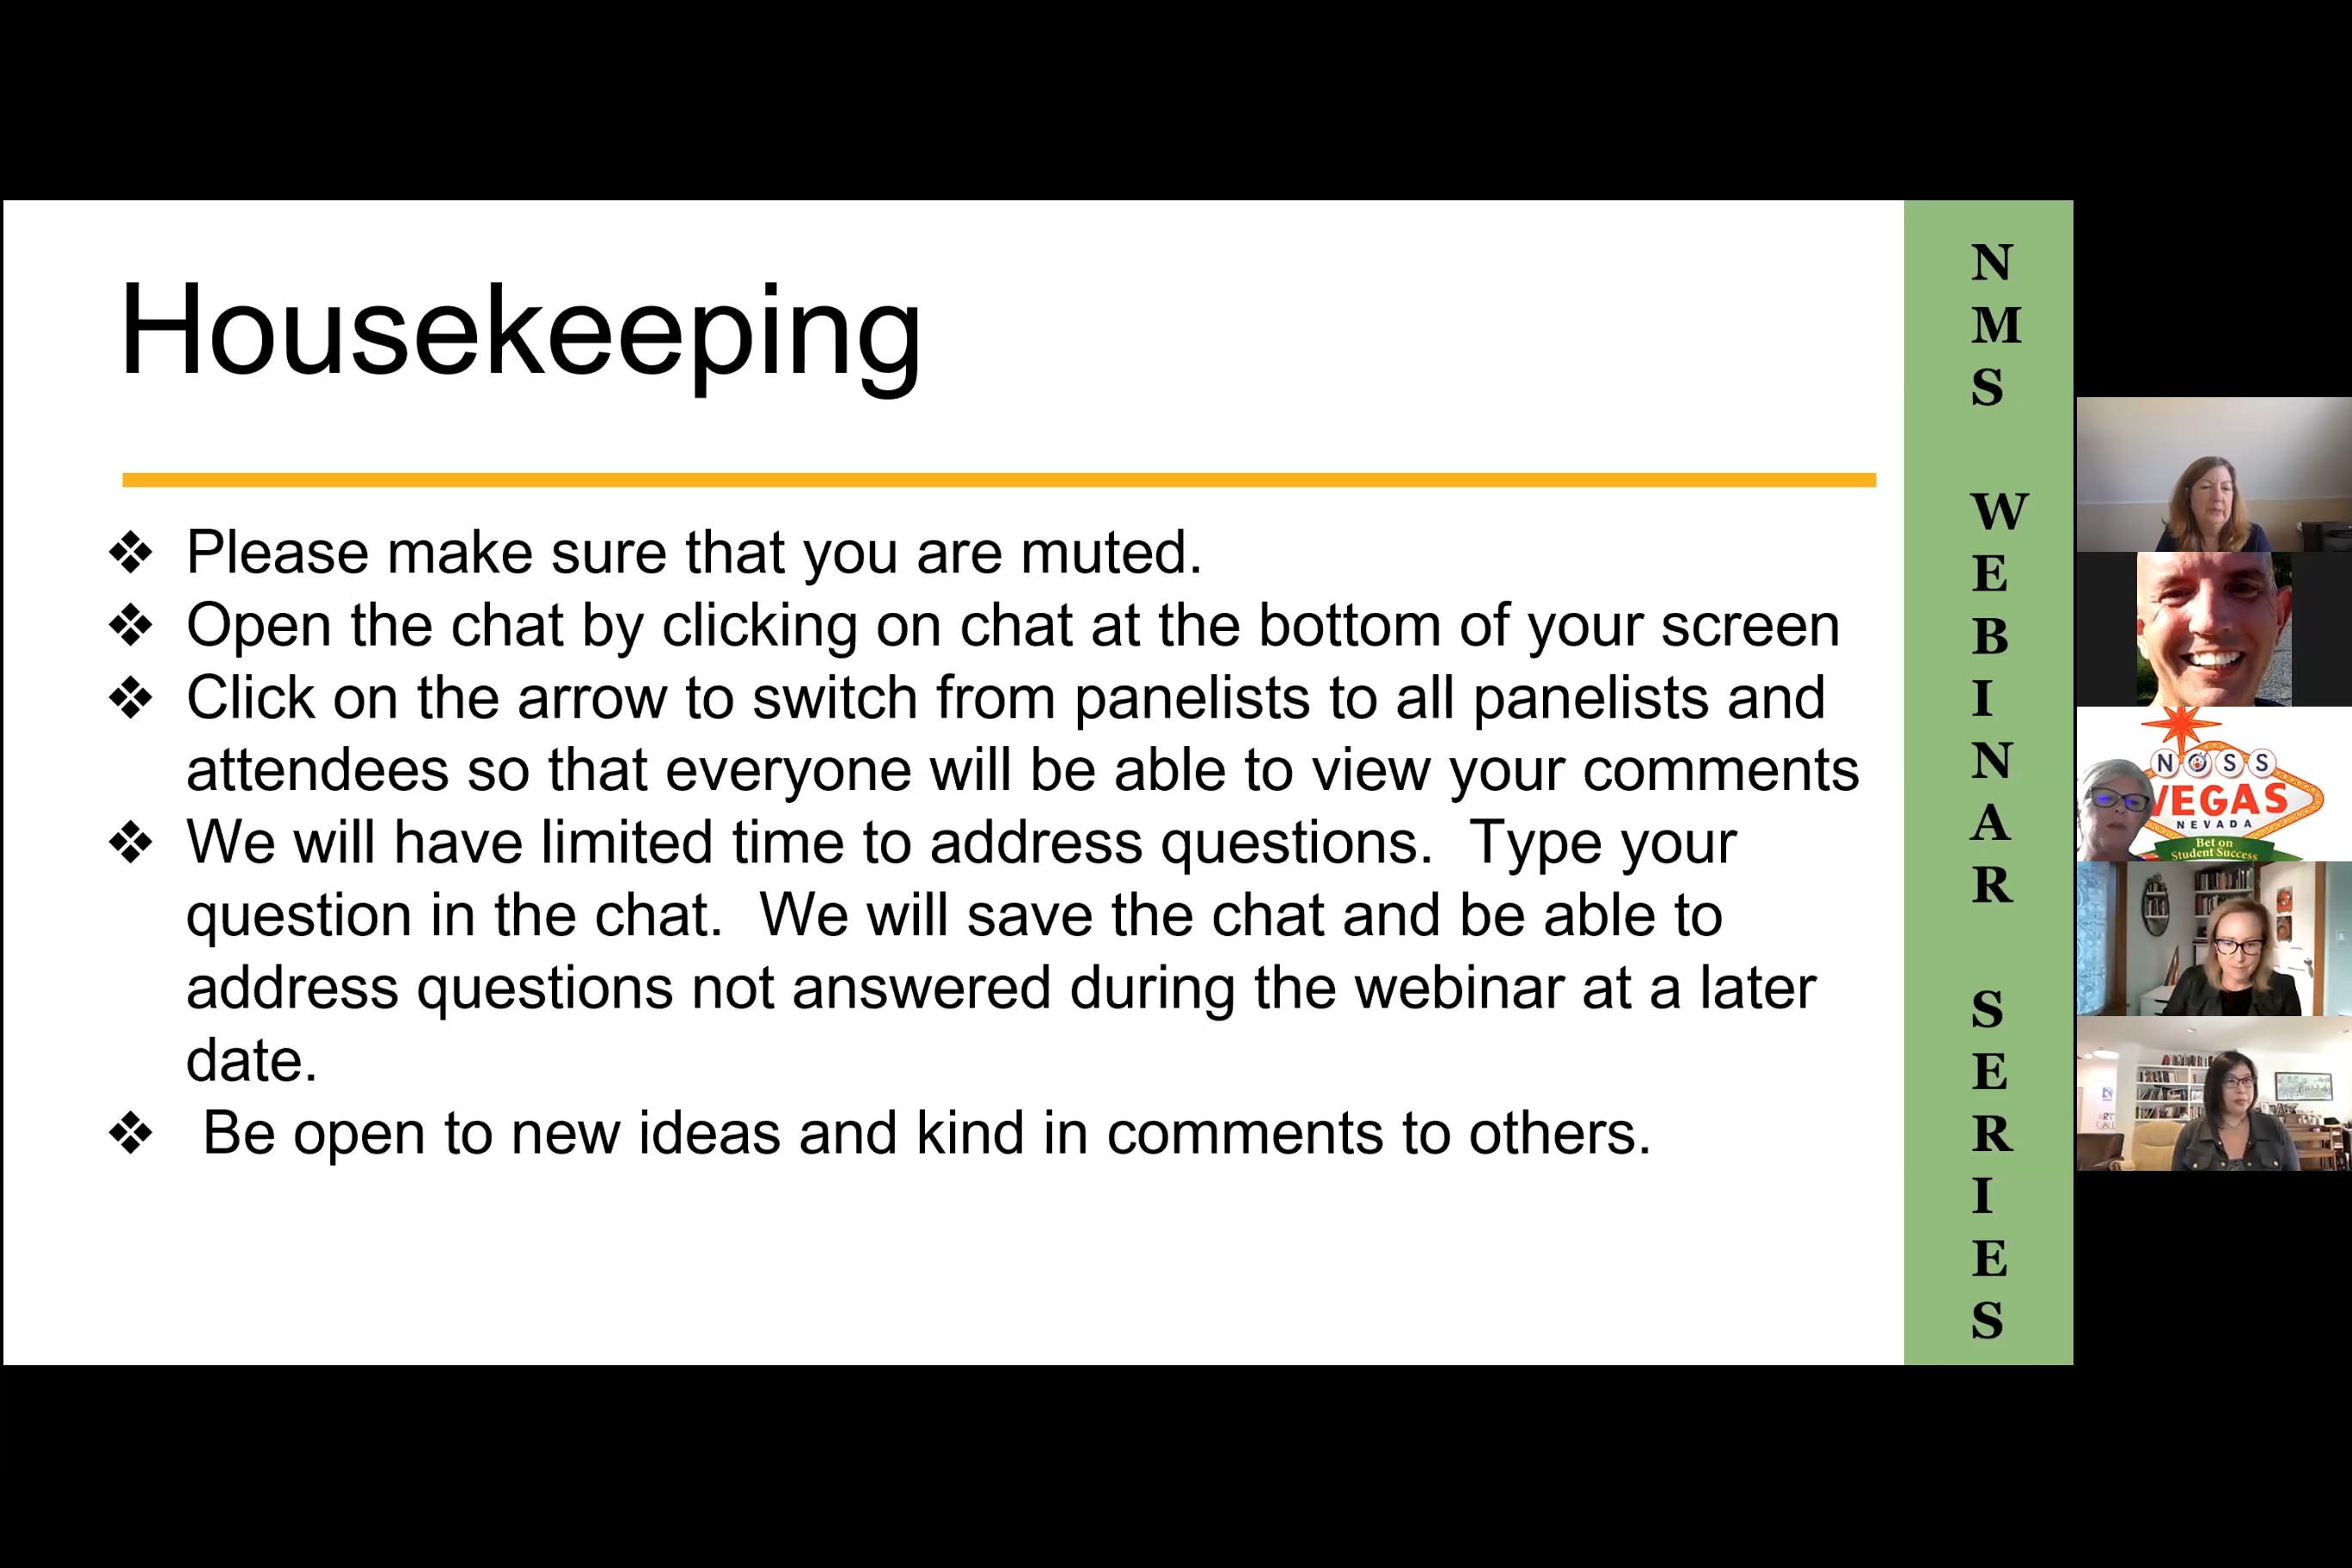 Housekeeping
❖ Please make sure that you are muted.
❖ Open the chat by clicking on chat at the bottom of your screen
❖ Click on the arrow to switch from panelists to all panelists and
attendees so that everyone will be able to view your comments
❖ We will have limited time to address questions.  Type your
question in the chat.  We will save the chat and be able to
address questions not answered during the webinar at a later
date.
❖ Be open to new ideas and kind in comments to others.
N
M
S
W
E
B
I
N
A
R
S
E
R
I
E
S
NOSS
VEGAS
NEVADA
Bet on
Student Success